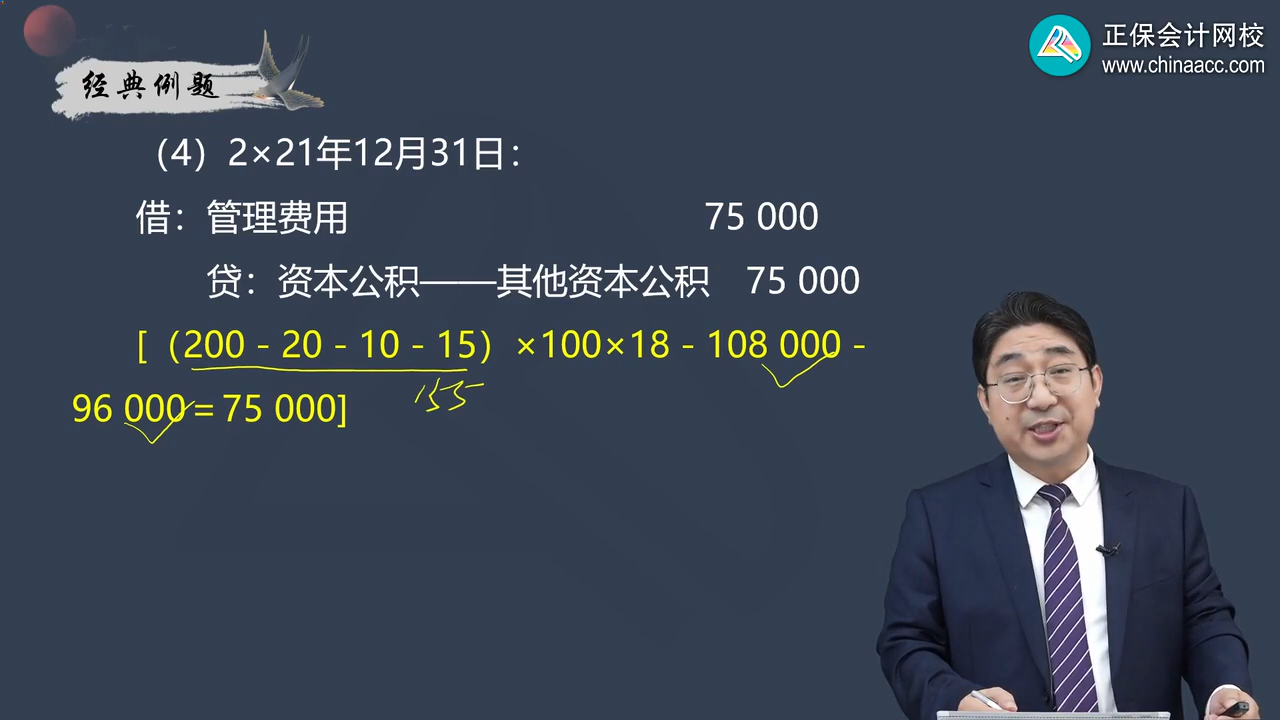 正保会计网校
www.chinaacc.com
经典例题
（4）2×21年12月31日：
借：管理费用 75 000
贷：资本公积——其他资本公积 75 000
[（200－20－10－15）×100×18－108 000－
96 000＝75 000]
155